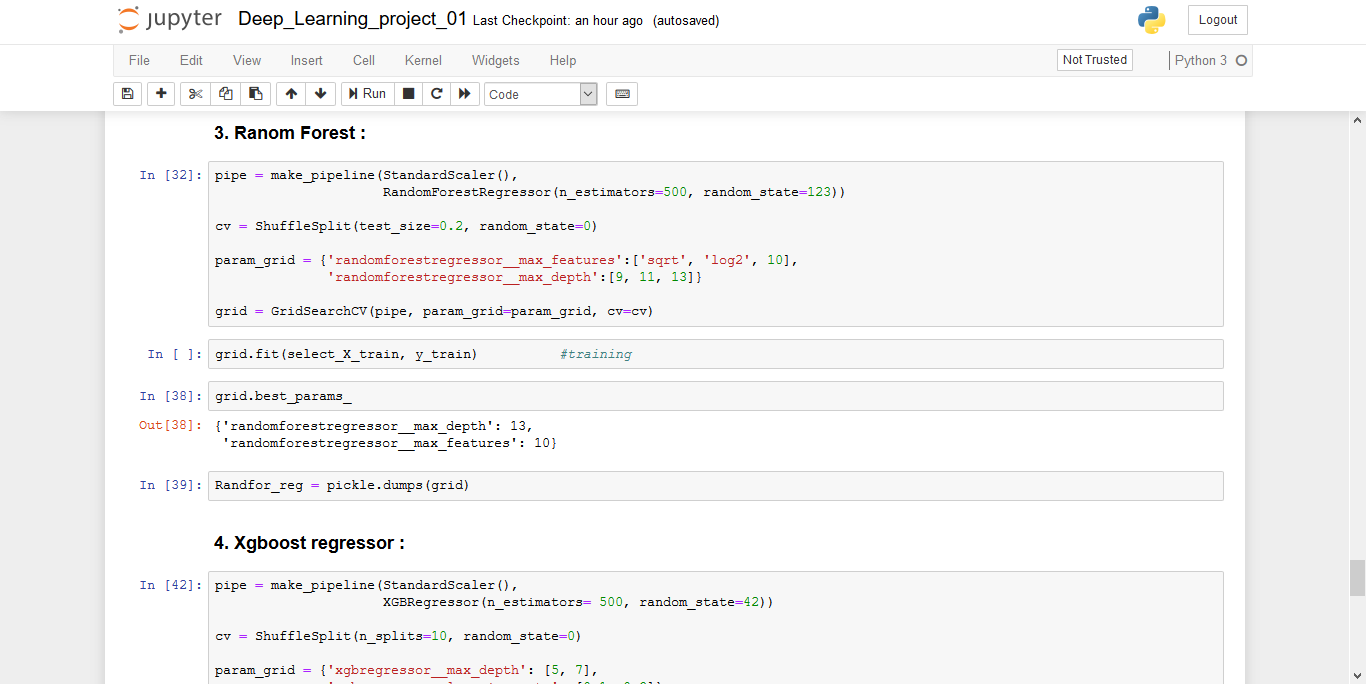 jupyter Deep_Learning_project_01 Last Checkpoint: an hour ago (autosaved)
Logout
File Edit View Insert Cell Kernel Widgets Help
Not Trusted
Python 3
Run
Code
3. Ranom Forest :
In [32]: pipe = make_pipeline(StandardScaler(),
RandomForestRegressor(n_estimators=500, random_state=123))
cv = ShuffleSplit(test_size=0.2, random_state=0)
param_grid = {'randomforestregressor__max_features':['sqrt', 'log2', 10],
'randomforestregressor__max_depth':[9, 11, 13]}
grid = GridSearchCV(pipe, param_grid=param_grid, cv=cv)
In [ ]: grid.fit(select_X_train, y_train) #training
In [38]: grid.best_params_
Out[38]: {'randomforestregressor__max_depth': 13,
'randomforestregressor__max_features': 10}
In [39]: Randfor_reg = pickle.dumps(grid)
4. Xgboost regressor :
In [42]: pipe = make_pipeline(StandardScaler(),
XGBRegressor(n_estimators= 500, random_state=42))
cv = ShuffleSplit(n_splits=10, random_state=0)
param_grid = {'xgbregressor__max_depth': [5, 7],